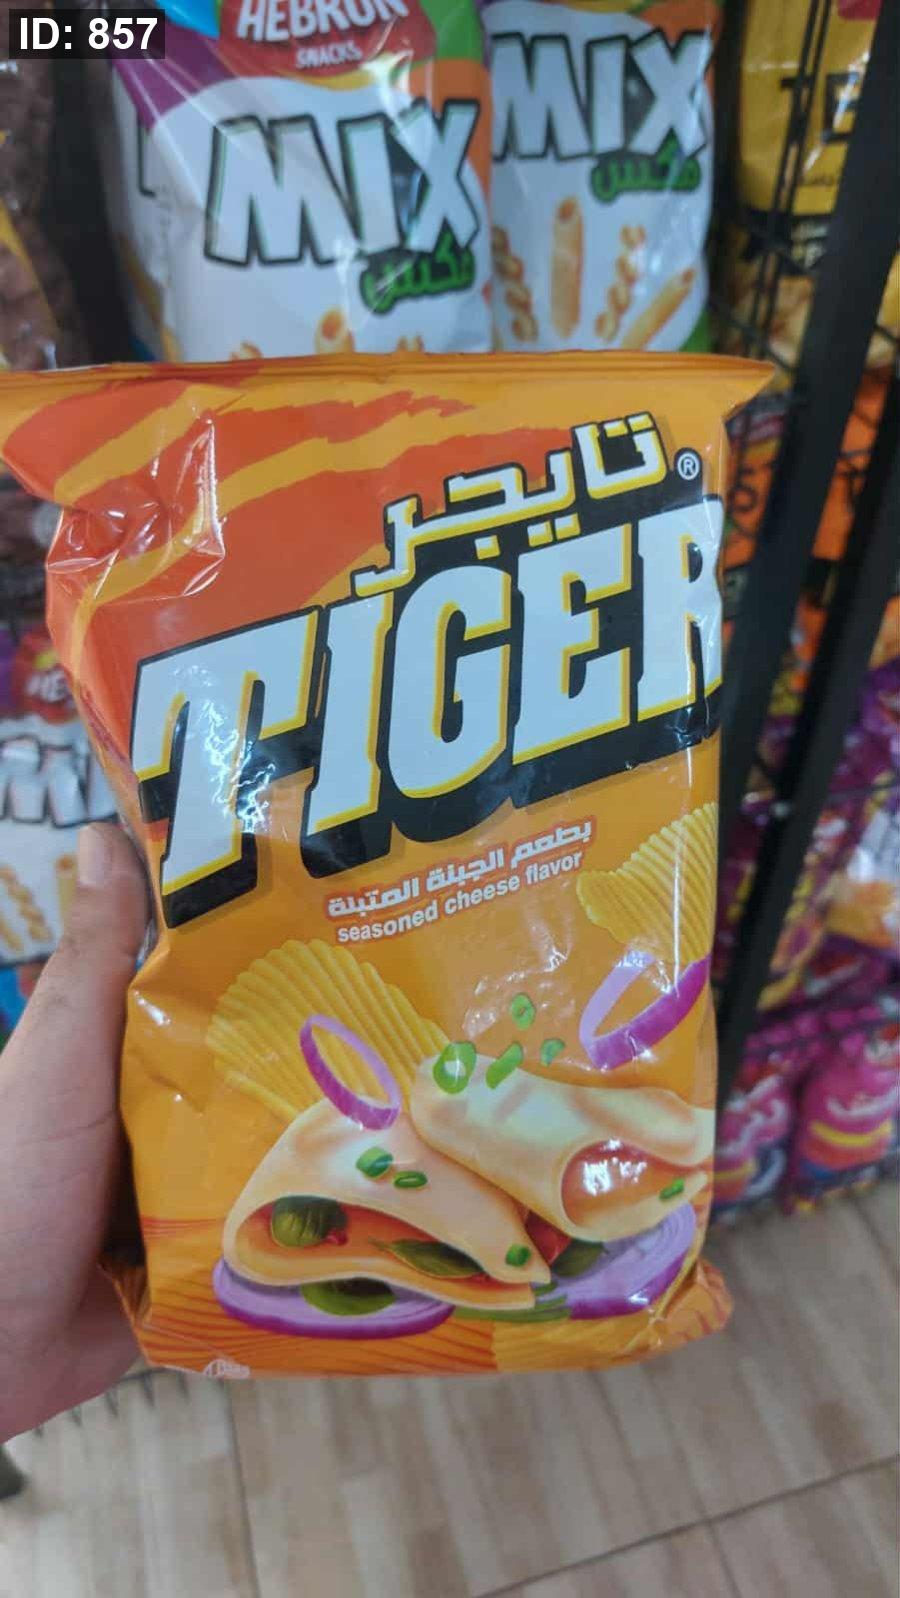 ID: 857
HEBRON
SNACKS
MIX
مكس
MIX
مكس
تايجر®
TIGER
بطعم الجبنة المتبلة
seasoned cheese flavor